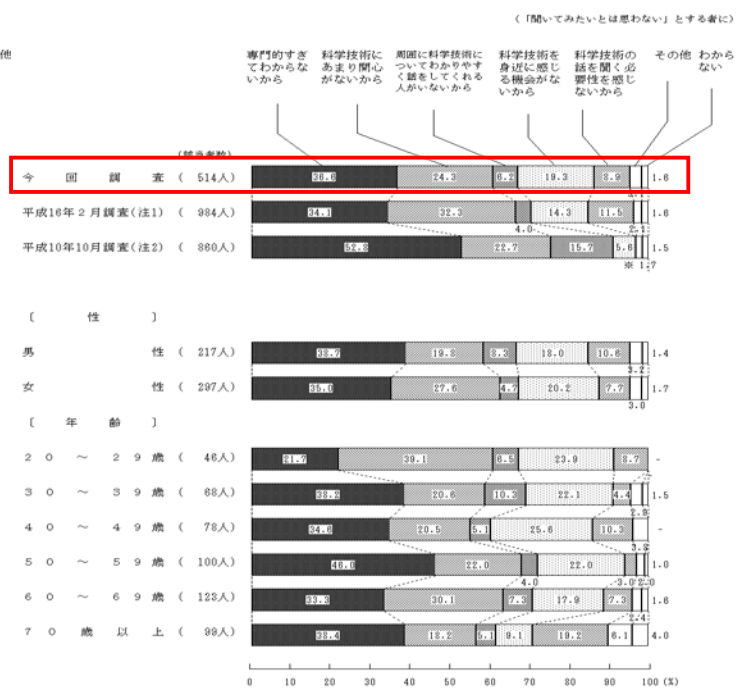 (「聞いてみたいとは思わない」とする者に)
他
専門的すぎてわからないから
科学技術にあまり関心がないから
周囲に科学技術についてわかりやすく話をしてくれる人がいないから
科学技術を身近に感じる機会がないから
科学技術の話を聞く必要性を感じないから
その他
わからない
(該当者数)
今回調査 ( 514人) 36.6 24.3 6.2 19.3 8.9 1.6
平成16年2月調査(注1) ( 984人) 34.1 32.3 4.0 14.3 11.5 2.1 1.6
平成10年10月調査(注2) ( 860人) 52.3 22.7 15.7 5.6 ※ 1.7 1.5
〔 性 〕
男性 ( 217人) 38.7 19.8 8.3 18.0 10.6 3.2 1.4
女性 ( 297人) 35.0 27.6 4.7 20.2 7.7 3.0 1.7
〔 年齢 〕
20 ～ 29歳 ( 46人) 21.7 39.1 6.5 23.9 8.7 -
30 ～ 39歳 ( 68人) 38.2 20.6 10.3 22.1 4.4 2.9 1.5
40 ～ 49歳 ( 78人) 34.6 20.5 5.1 25.6 10.3 3.8 -
50 ～ 59歳 ( 100人) 46.0 22.0 4.0 22.0 3.0 2.0 1.0
60 ～ 69歳 ( 123人) 33.3 30.1 7.3 17.9 7.3 2.4 1.6
70歳以上 ( 99人) 38.4 18.2 5.1 9.1 19.2 6.1 4.0
0 10 20 30 40 50 60 70 80 90 100 (%)